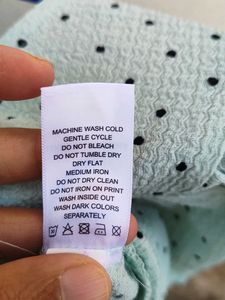 MACHINE WASH COLD
GENTLE CYCLE
DO NOT BLEACH
DO NOT TUMBLE DRY
DRY FLAT
MEDIUM IRON
DO NOT DRY CLEAN
DO NOT IRON ON PRINT
WASH INSIDE OUT
WASH DARK COLORS
SEPARATELY